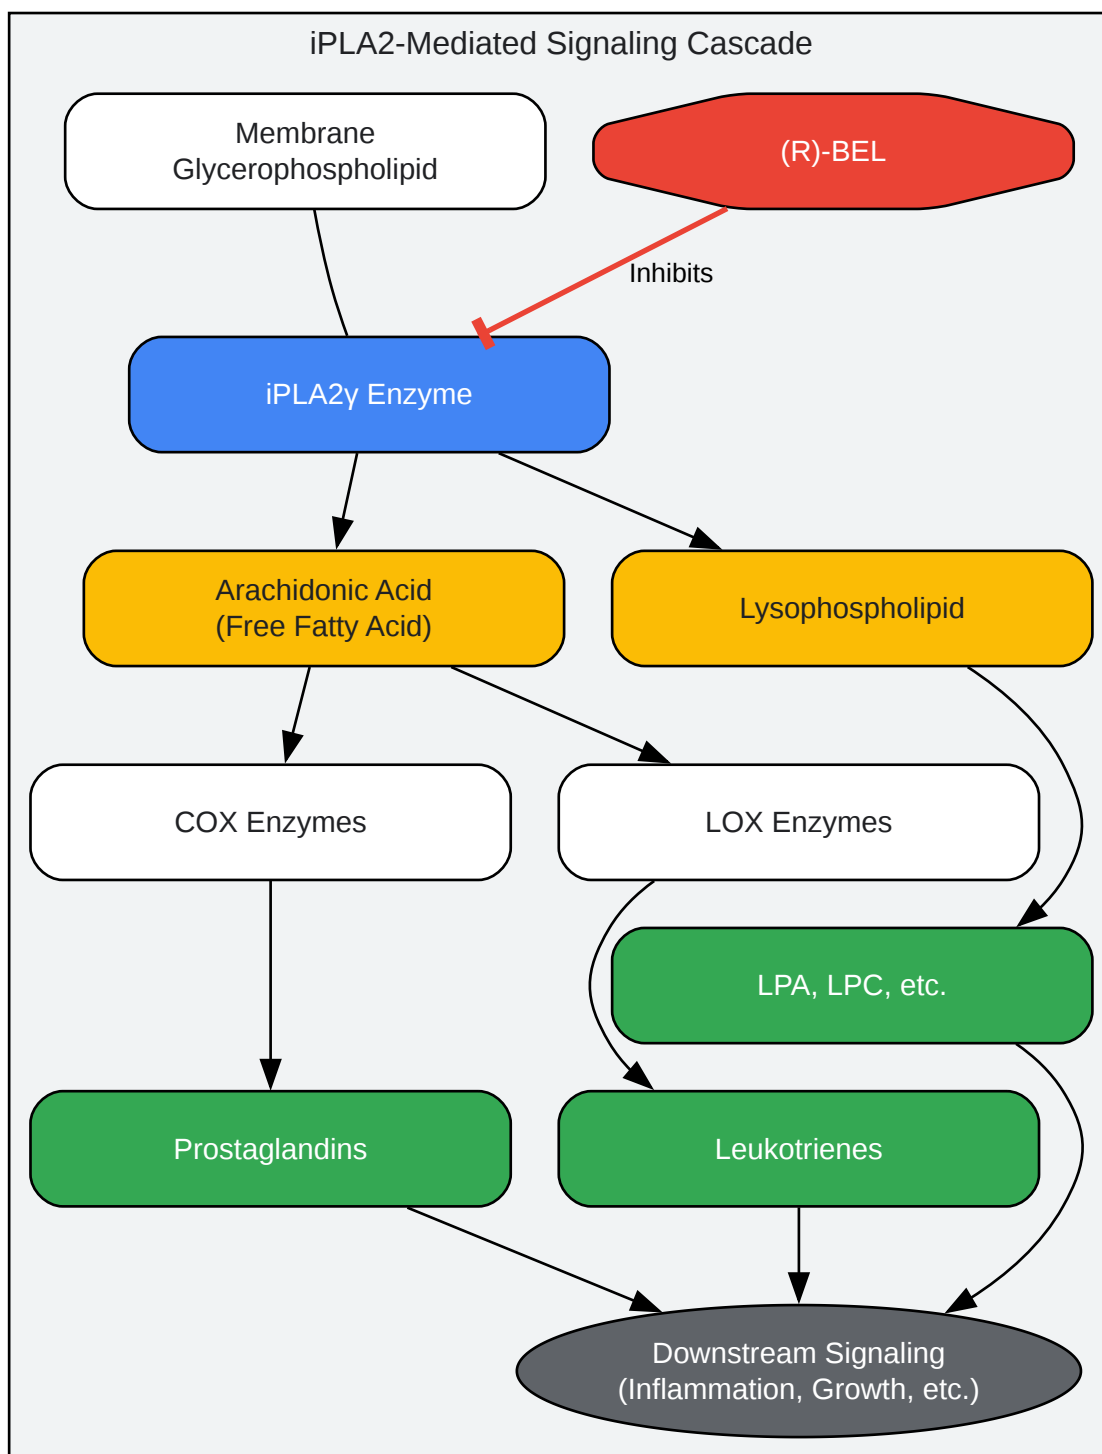 iPLA2-Mediated Signaling Cascade
Membrane
Glycerophospholipid
(R)-BEL
Inhibits
iPLA2γ Enzyme
Arachidonic Acid
(Free Fatty Acid)
Lysophospholipid
COX Enzymes
LOX Enzymes
LPA, LPC, etc.
Prostaglandins
Leukotrienes
Downstream Signaling
(Inflammation, Growth, etc.)